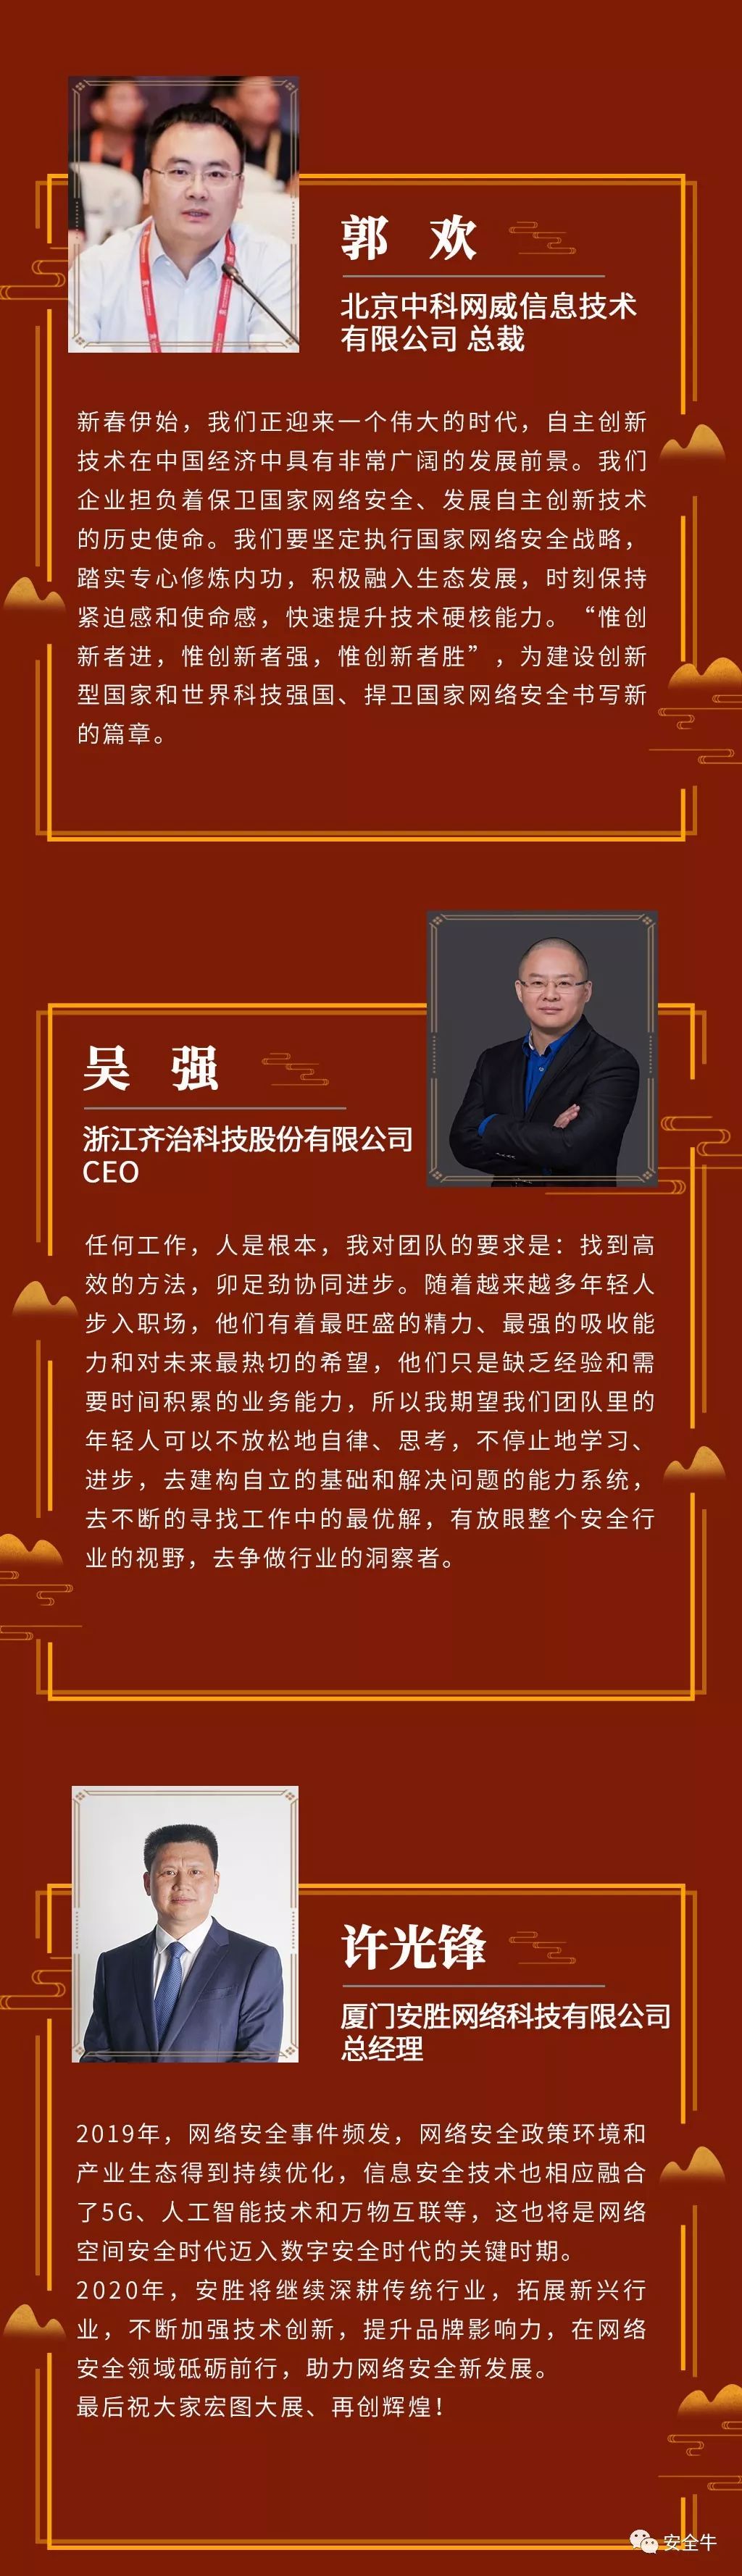 郭 欢
北京中科网威信息技术
有限公司 总裁
新春伊始，我们正迎来一个伟大的时代，自主创新
技术在中国经济中具有非常广阔的发展前景。我们
企业担负着保卫国家网络安全、发展自主创新技术
的历史使命。我们要坚定执行国家网络安全战略，
踏实专心修炼内功，积极融入生态发展，时刻保持
紧迫感和使命感，快速提升技术硬核能力。“惟创
新者进，惟创新者强，惟创新者胜”，为建设创新
型国家和世界科技强国、捍卫国家网络安全书写新
的篇章。
吴 强
浙江齐治科技股份有限公司
CEO
任何工作，人是根本，我对团队的要求是：找到高
效的方法，卯足劲协同进步。随着越来越多年轻人
步入职场，他们有着最旺盛的精力、最强的吸收能
力和对未来最热切的希望，他们只是缺乏经验和需
要时间积累的业务能力，所以我期望我们团队里的
年轻人可以不放松地自律、思考，不停止地学习、
进步，去建构自立的基础和解决问题的能力系统，
去不断的寻找工作中的最优解，有放眼整个安全行
业的视野，去争做行业的洞察者。
许光锋
厦门安胜网络科技有限公司
总经理
2019年，网络安全事件频发，网络安全政策环境和
产业生态得到持续优化，信息安全技术也相应融合
了5G、人工智能技术和万物互联等，这也将是网络
空间安全时代迈入数字安全时代的关键时期。
2020年，安胜将继续深耕传统行业，拓展新兴行
业，不断加强技术创新，提升品牌影响力，在网络
安全领域砥砺前行，助力网络安全新发展。
最后祝大家宏图大展、再创辉煌！
安全牛